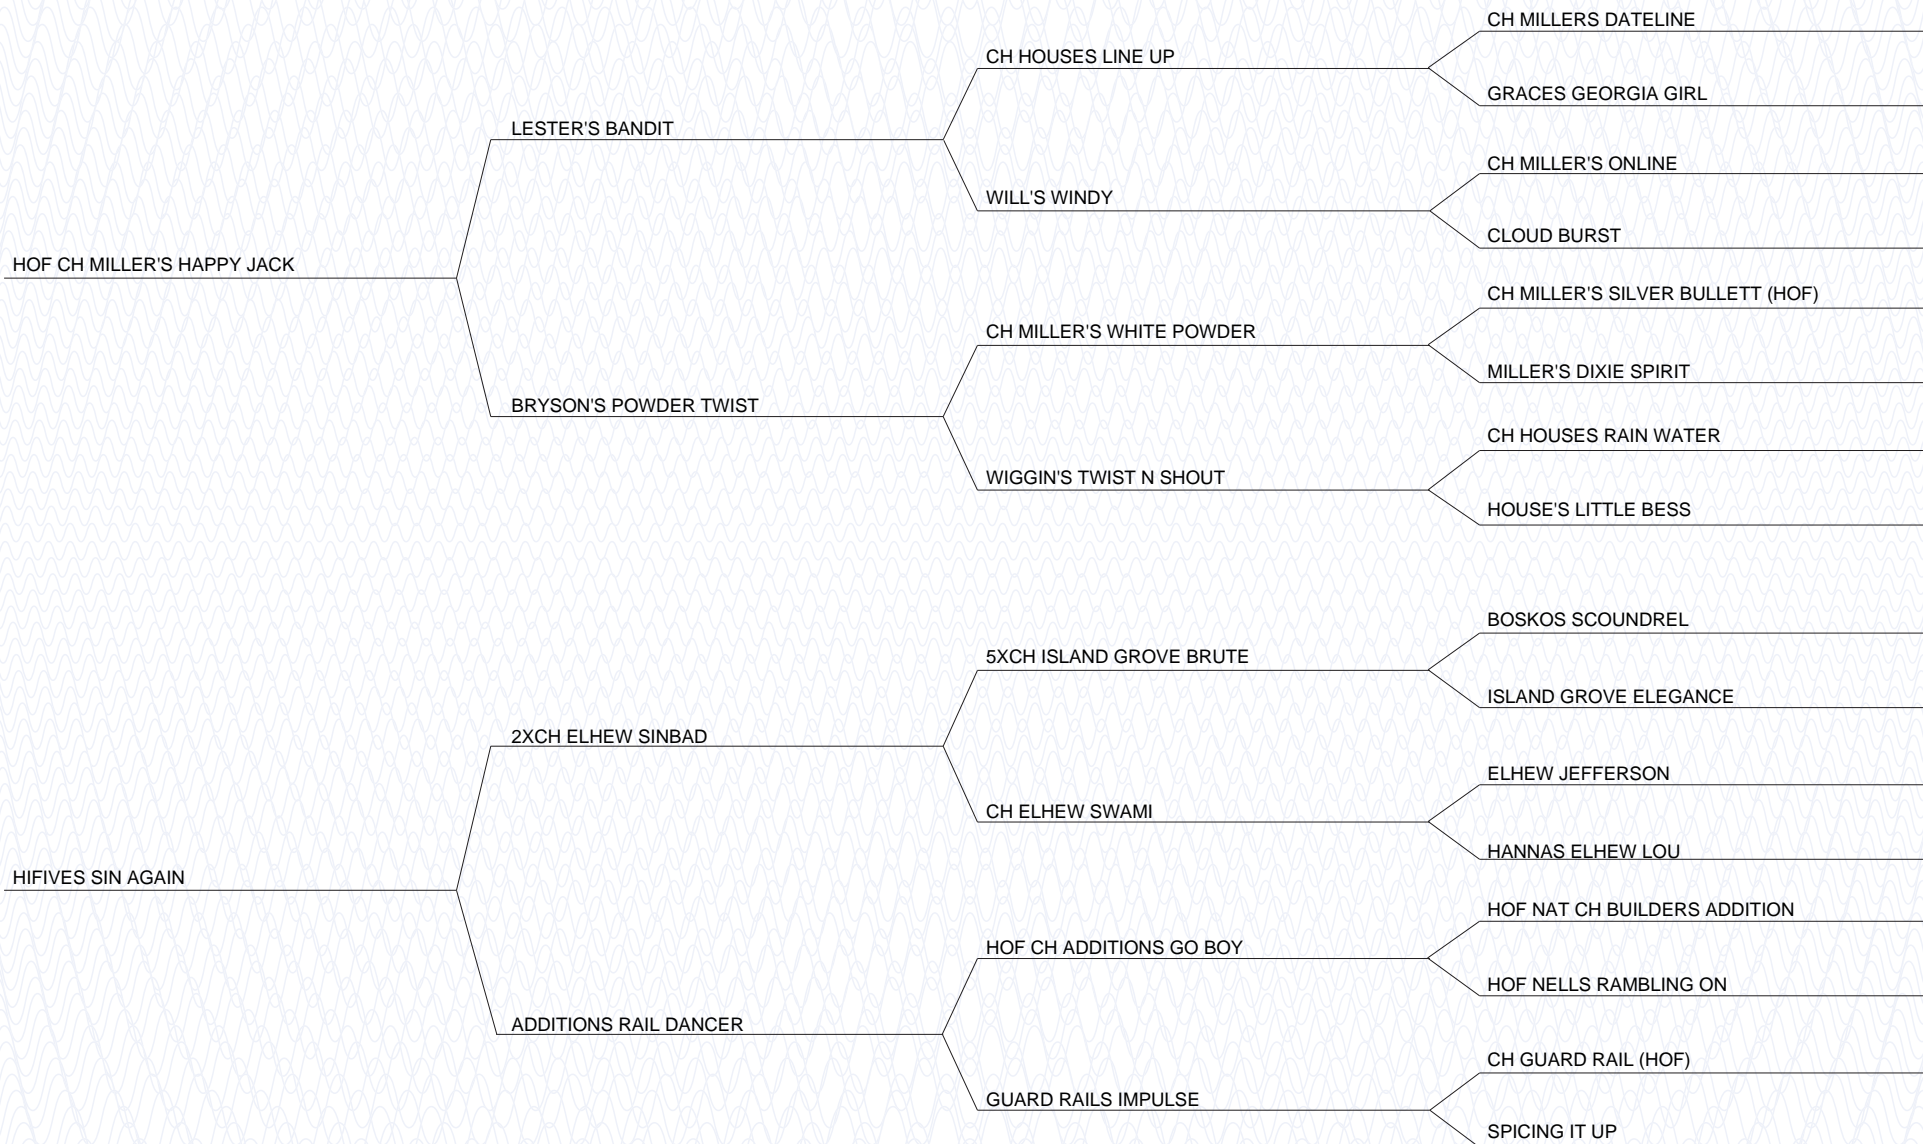 CH MILLERS DATELINE
CH HOUSES LINE UP
GRACES GEORGIA GIRL
LESTER'S BANDIT
CH MILLER'S ONLINE
WILL'S WINDY
CLOUD BURST
HOF CH MILLER'S HAPPY JACK
CH MILLER'S SILVER BULLETT (HOF)
CH MILLER'S WHITE POWDER
MILLER'S DIXIE SPIRIT
BRYSON'S POWDER TWIST
CH HOUSES RAIN WATER
WIGGIN'S TWIST N SHOUT
HOUSE'S LITTLE BESS
BOSKOS SCOUNDREL
5XCH ISLAND GROVE BRUTE
ISLAND GROVE ELEGANCE
2XCH ELHEW SINBAD
ELHEW JEFFERSON
CH ELHEW SWAMI
HANNAS ELHEW LOU
HIFIVES SIN AGAIN
HOF NAT CH BUILDERS ADDITION
HOF CH ADDITIONS GO BOY
HOF NELLS RAMBLING ON
ADDITIONS RAIL DANCER
CH GUARD RAIL (HOF)
GUARD RAILS IMPULSE
SPICING IT UP